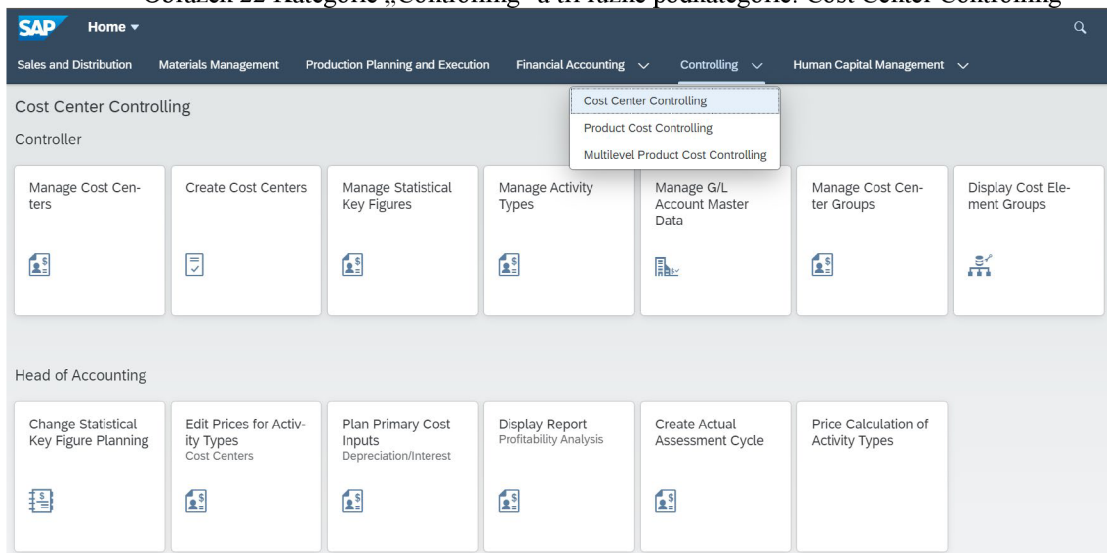 Obrázek 22 Kategorie „Controlling“ a tři různé podkategorie: Cost Center Controlling
SAP Home
Sales and Distribution Materials Management Production Planning and Execution Financial Accounting Controlling Human Capital Management
Cost Center Controlling
Product Cost Controlling
Multilevel Product Cost Controlling
Cost Center Controlling
Controller
Manage Cost Cen-
ters
Create Cost Centers
Manage Statistical
Key Figures
Manage Activity
Types
Manage G/L
Account Master
Data
Manage Cost Cen-
ter Groups
Display Cost Ele-
ment Groups
Head of Accounting
Change Statistical
Key Figure Planning
Edit Prices for Activ-
ity Types
Cost Centers
Plan Primary Cost
Inputs
Depreciation/Interest
Display Report
Profitability Analysis
Create Actual
Assessment Cycle
Price Calculation of
Activity Types